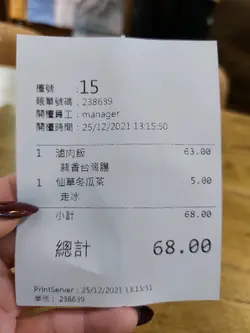 檯號 :15
賬單號碼 : 238639
開檯員工 : manager
開檯時間 : 25/12/2021 13:15:50
1 滷肉飯 63.00
蒜香台灣腸
1 仙草冬瓜茶 5.00
走冰
小計 68.00
總計 68.00
PrintServer : 25/12/2021 13:15:51
單號: 238639